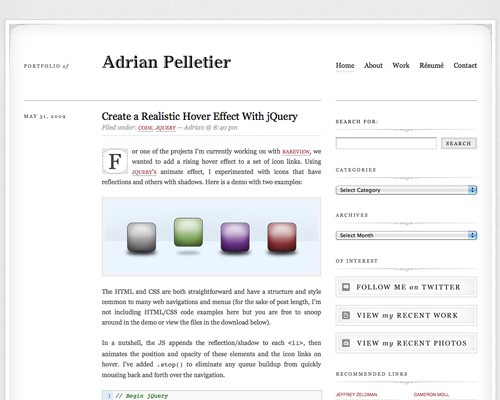 PORTFOLIO of
Adrian Pelletier
Home About Work Résumé Contact
MAY 31, 2009
Create a Realistic Hover Effect With jQuery
Filed under: CODE, JQUERY — Adrian @ 8:40 pm
For one of the projects I'm currently working on with RAREVIEW, we
wanted to add a rising hover effect to a set of icon links. Using
JQUERY'S animate effect, I experimented with icons that have
reflections and others with shadows. Here is a demo with two examples:
The HTML and CSS are both straightforward and have a structure and style
common to many web navigations and menus (for the sake of post length, I'm
not including HTML/CSS code examples here but you are free to snoop
around in the demo or view the files in the download below).
In a nutshell, the JS appends the reflection/shadow to each <li>, then
animates the position and opacity of these elements and the icon links on
hover. I've added .stop() to eliminate any queue buildup from quickly
mousing back and forth over the navigation.
1 // Begin jQuery
SEARCH FOR:
SEARCH
CATEGORIES
Select Category
ARCHIVES
Select Month
OF INTEREST
FOLLOW ME on TWITTER
VIEW my RECENT WORK
VIEW my RECENT PHOTOS
RECOMMENDED LINKS
JEFFREY ZELDMAN CAMERON MOLL